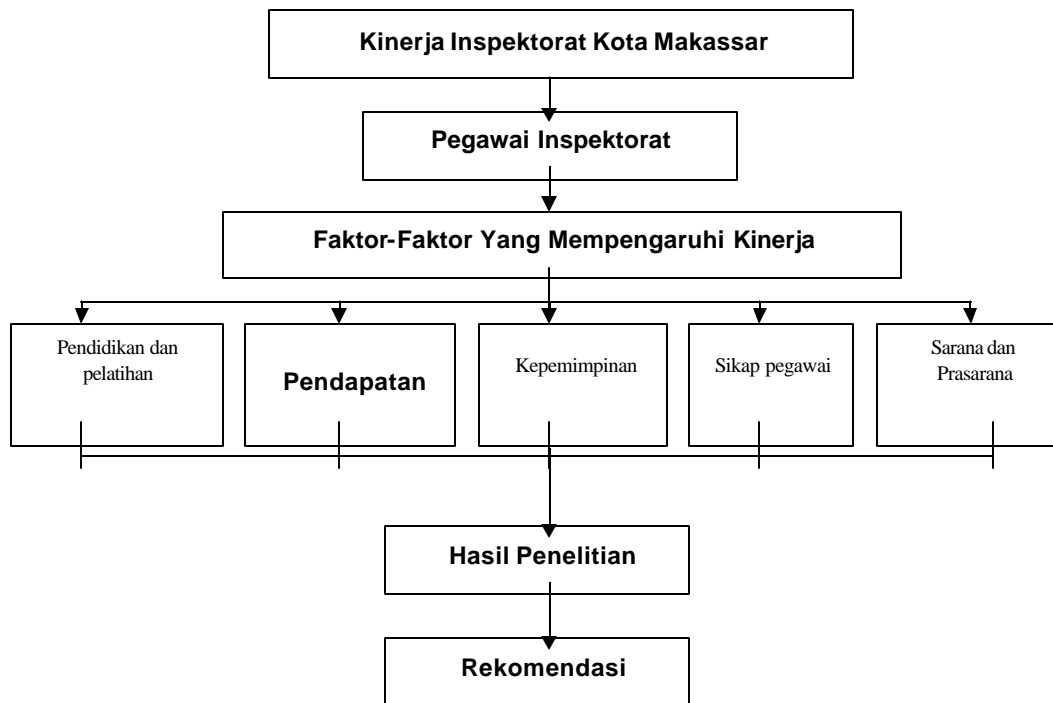 Kinerja Inspektorat Kota Makassar
Pegawai Inspektorat
Faktor-Faktor Yang Mempengaruhi Kinerja
Pendidikan dan
pelatihan
Pendapatan
Kepemimpinan
Sikap pegawai
Sarana dan
Prasarana
Hasil Penelitian
Rekomendasi